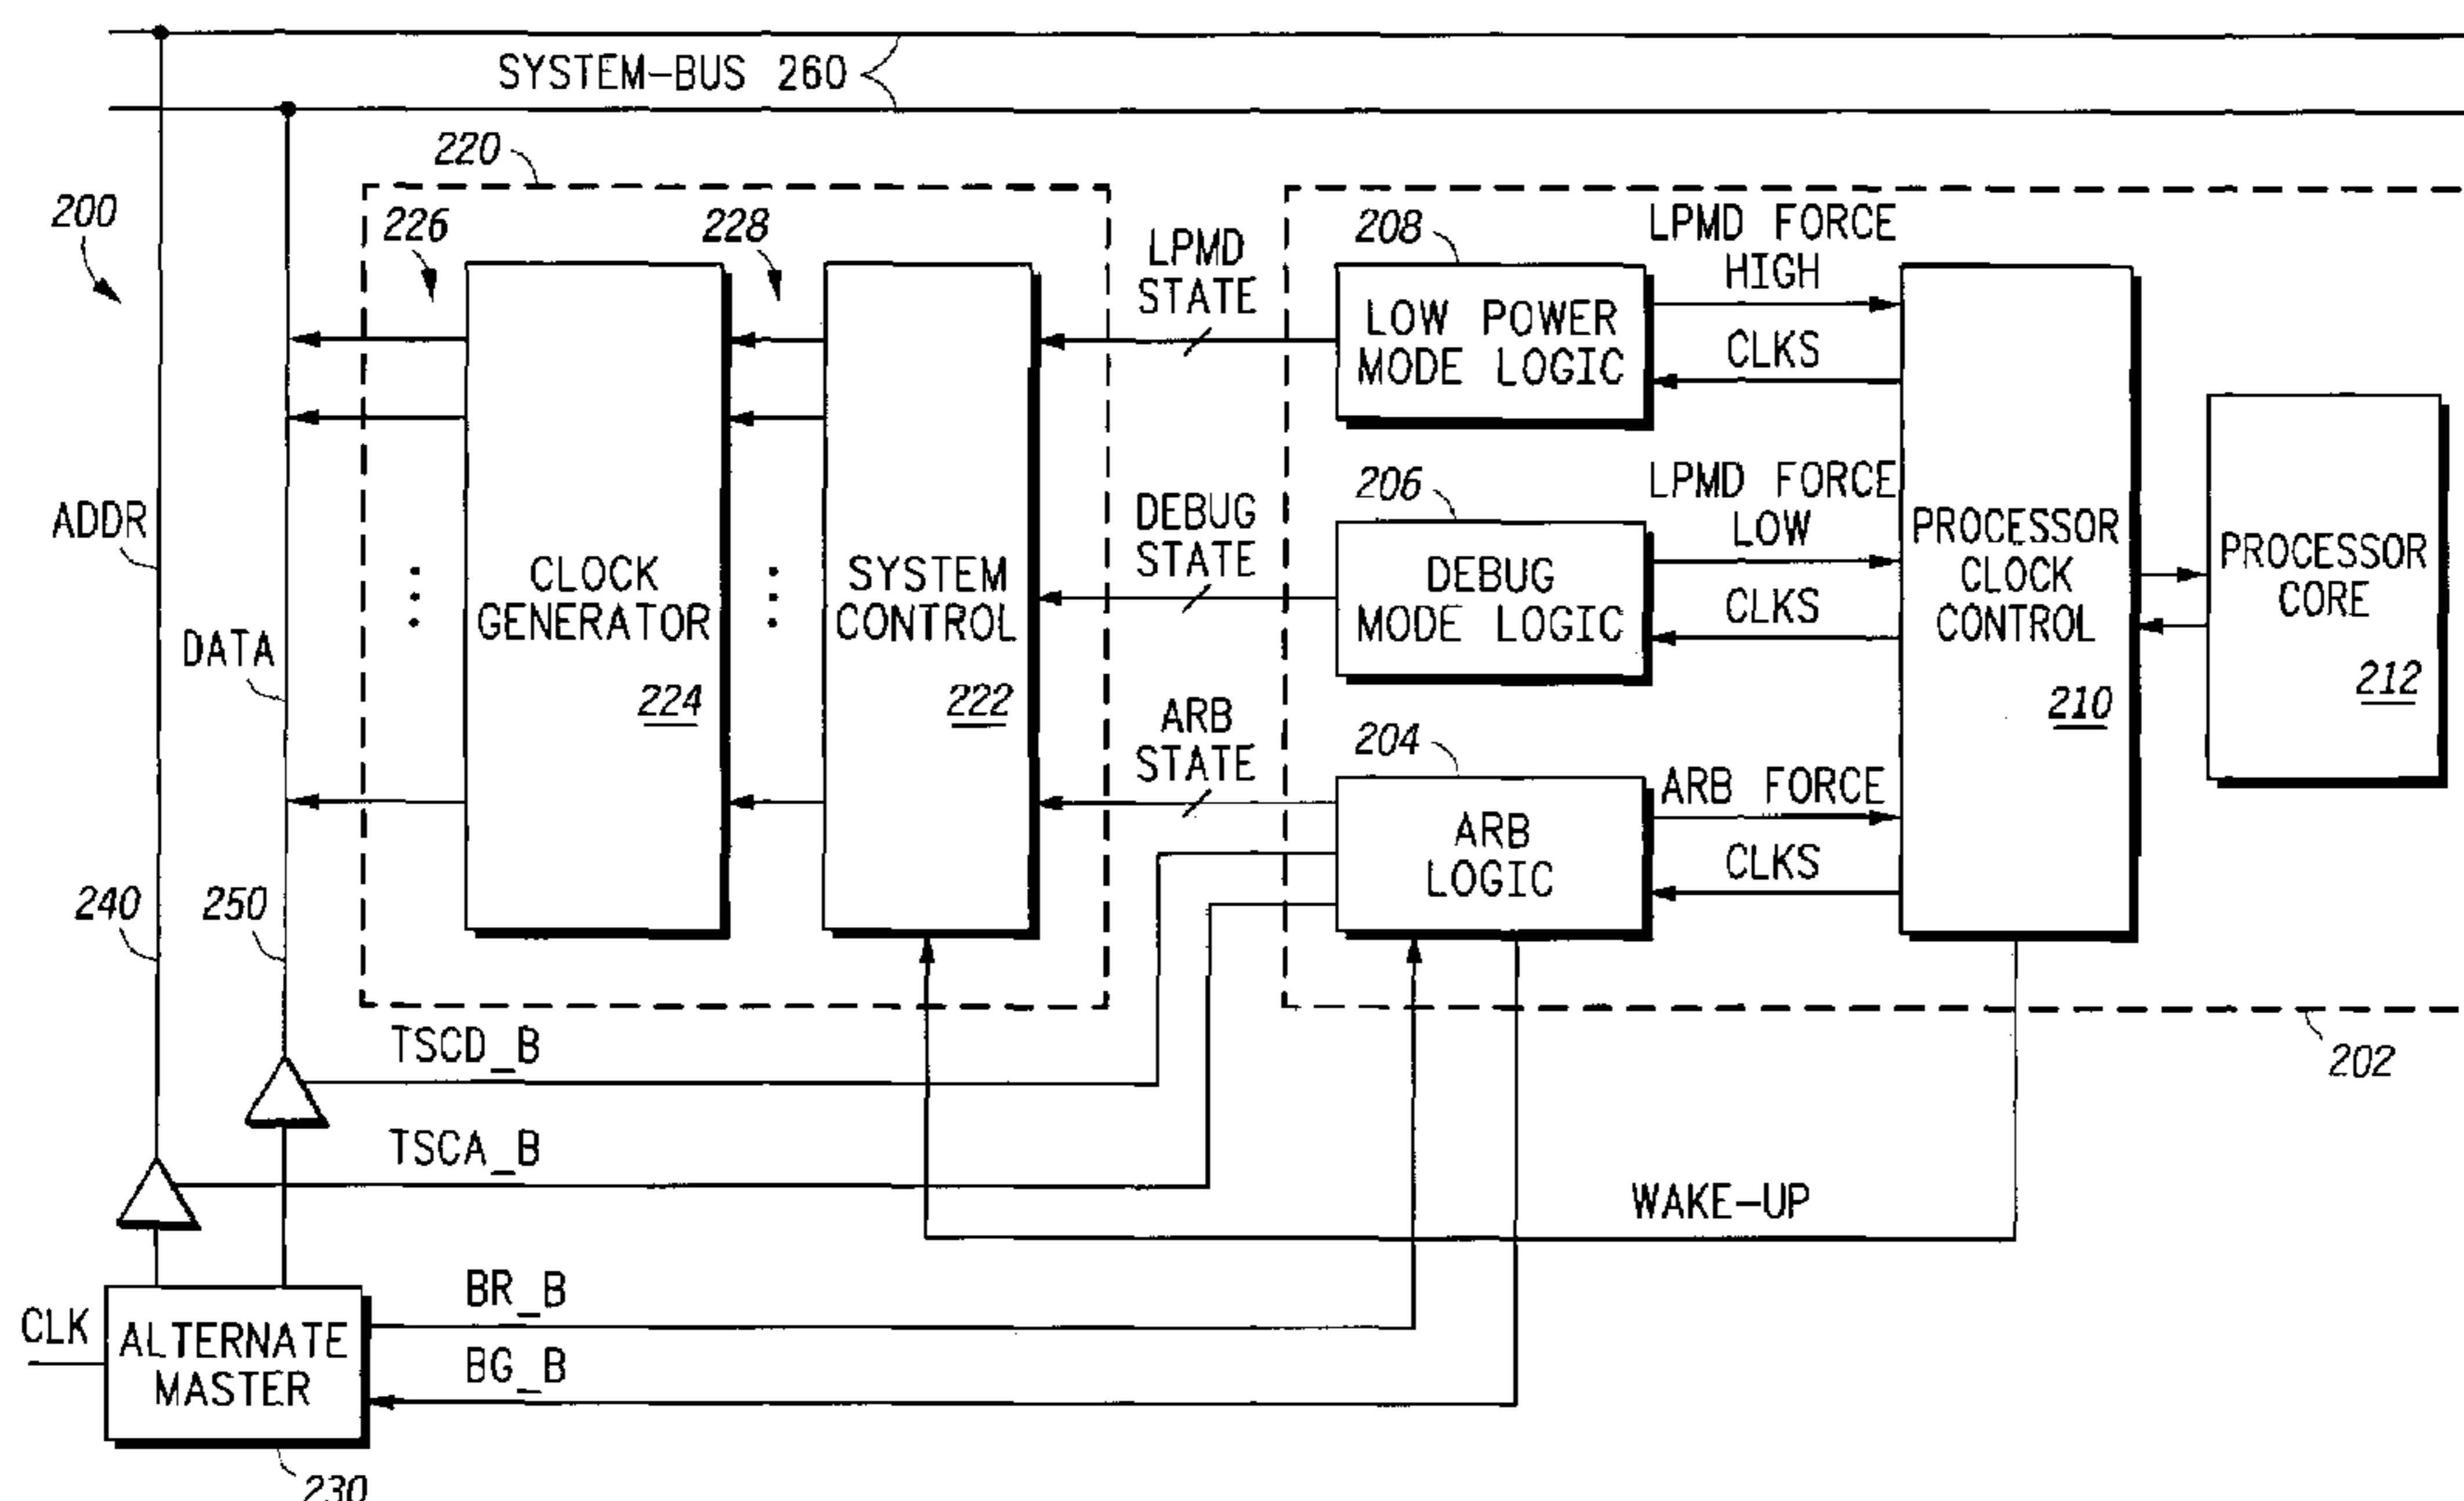 SYSTEM-BUS 260
220
200
226
228
208
LPMD FORCE
HIGH
LPMD
STATE
LOW POWER
MODE LOGIC
CLKS
206
LPMD FORCE
LOW
ADDR
DEBUG
STATE
PROCESSOR
CLOCK
CONTROL
PROCESSOR
CORE
CLOCK
GENERATOR
SYSTEM
CONTROL
DEBUG
MODE LOGIC
CLKS
DATA
224
222
210
212
ARB
STATE
204
ARB FORCE
ARB
LOGIC
CLKS
240
250
TSCD_B
202
TSCA_B
WAKE-UP
BR_B
CLK
ALTERNATE
MASTER
BG_B
230